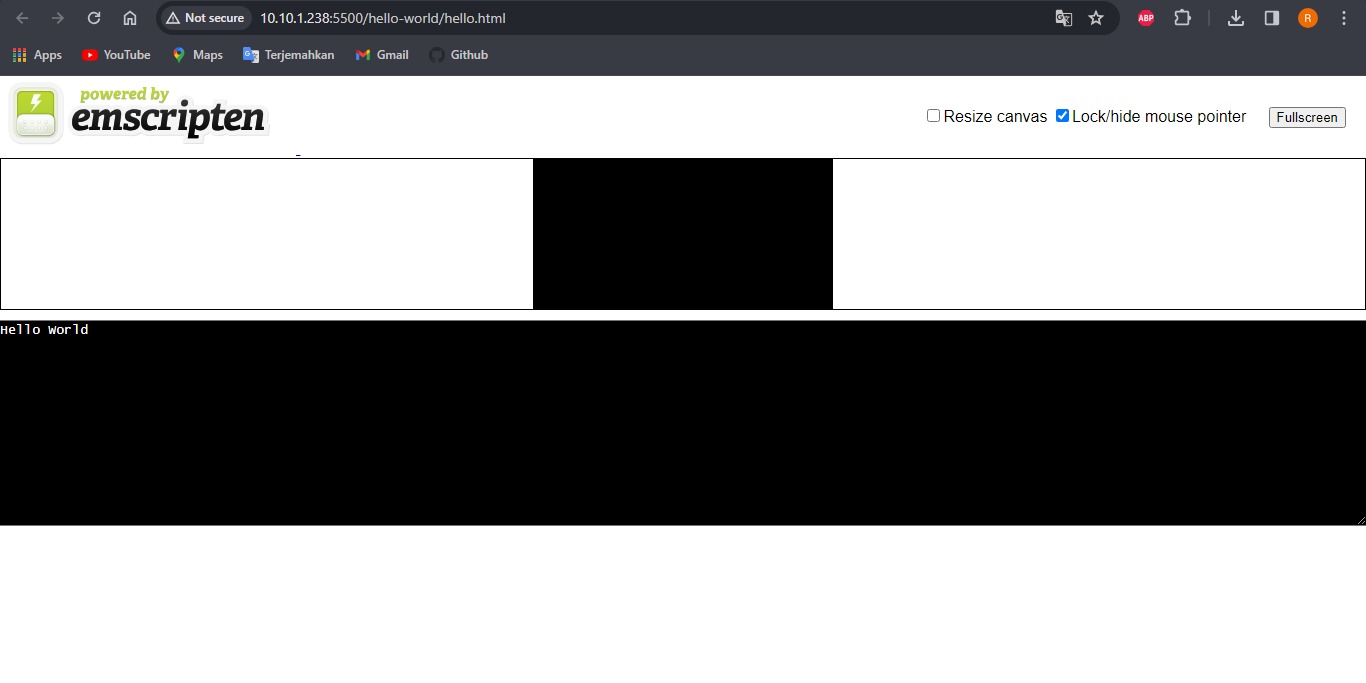 Not secure 10.10.1.238:5500/hello-world/hello.html ABP R
Apps YouTube Maps Terjemahkan Gmail Github
powered by
emscripten
Resize canvas Lock/hide mouse pointer Fullscreen
Hello World